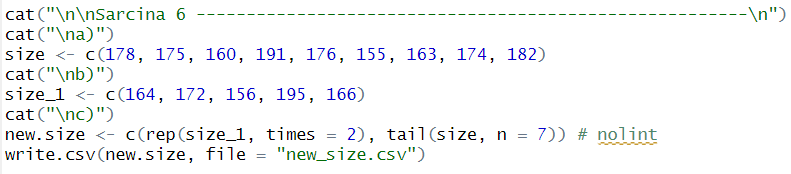 cat("\n\nSarcina 6 -------------------------------------------------------\n")
cat("\na)")
size <- c(178, 175, 160, 191, 176, 155, 163, 174, 182)
cat("\nb)")
size_1 <- c(164, 172, 156, 195, 166)
cat("\nc)")
new.size <- c(rep(size_1, times = 2), tail(size, n = 7)) # nolint
write.csv(new.size, file = "new_size.csv")